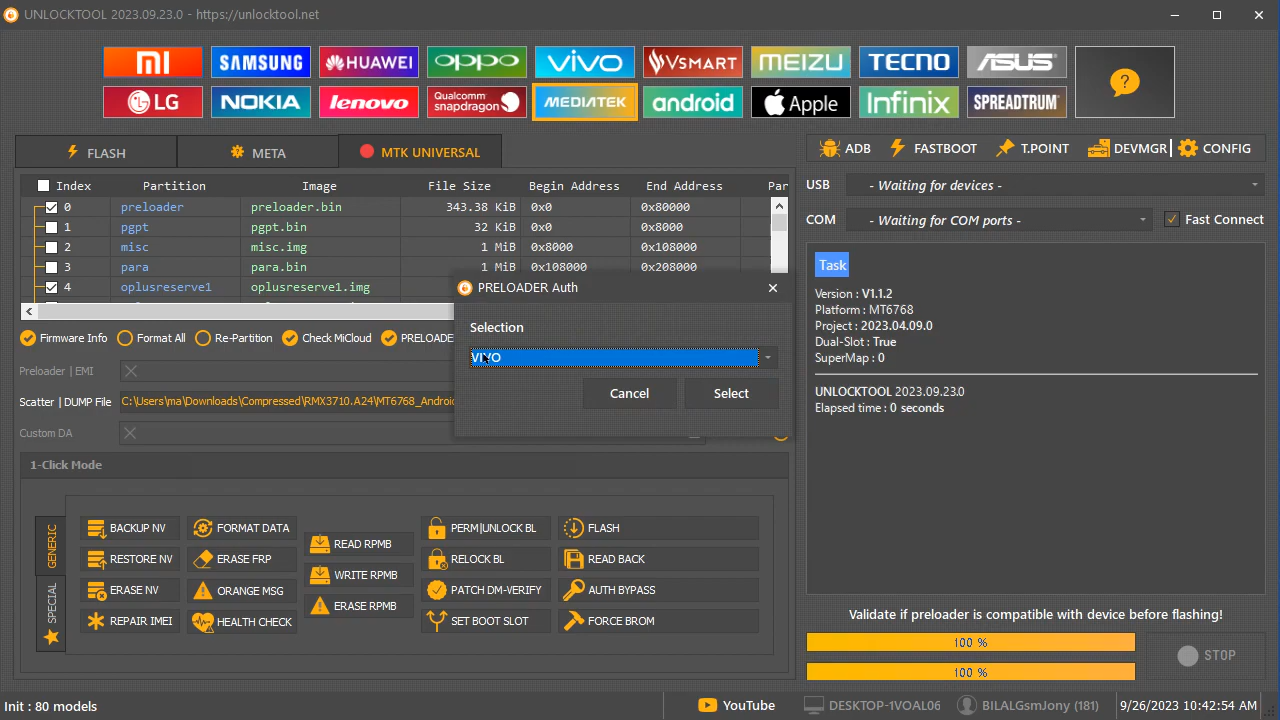 UNLOCKTOOL 2023.09.23.0 - https://unlocktool.net
mi SAMSUNG HUAWEI oppo vivo VSMART MEIZU TECNO ASUS
LG NOKIA lenovo Qualcomm snapdragon MEDIATEK android Apple Infinix SPREADTRUM ?
FLASH META MTK UNIVERSAL
ADB FASTBOOT T.POINT DEVMGR CONFIG
Index Partition Image File Size Begin Address End Address Par
0 preloader preloader.bin 343.38 KiB 0x0 0x80000
1 pgpt pgpt.bin 32 KiB 0x0 0x8000
2 misc misc.img 1 MiB 0x8000 0x108000
3 para para.bin 1 MiB 0x108000 0x208000
4 oplusreserve1 oplusreserve1.img
Firmware Info Format All Re-Partition Check MiCloud PRELOADE
Preloader | EMI
Scatter | DUMP File C:\Users\ma\Downloads\Compressed\RMX3710.A24\MT6768_Androi
Custom DA
PRELOADER Auth
Selection
VIVO
Cancel Select
1-Click Mode
GENERIC
SPECIAL
BACKUP NV FORMAT DATA READ RPMB PERM|UNLOCK BL FLASH
RESTORE NV ERASE FRP WRITE RPMB RELOCK BL READ BACK
ERASE NV ORANGE MSG ERASE RPMB PATCH DM-VERIFY AUTH BYPASS
REPAIR IMEI HEALTH CHECK SET BOOT SLOT FORCE BROM
USB - Waiting for devices -
COM - Waiting for COM ports - Fast Connect
Task
Version : V1.1.2
Platform : MT6768
Project : 2023.04.09.0
Dual-Slot : True
SuperMap : 0
UNLOCKTOOL 2023.09.23.0
Elapsed time : 0 seconds
Validate if preloader is compatible with device before flashing!
100 %
100 %
STOP
Init : 80 models YouTube DESKTOP-1VOAL06 BILALGsmJony (181) 9/26/2023 10:42:54 AM